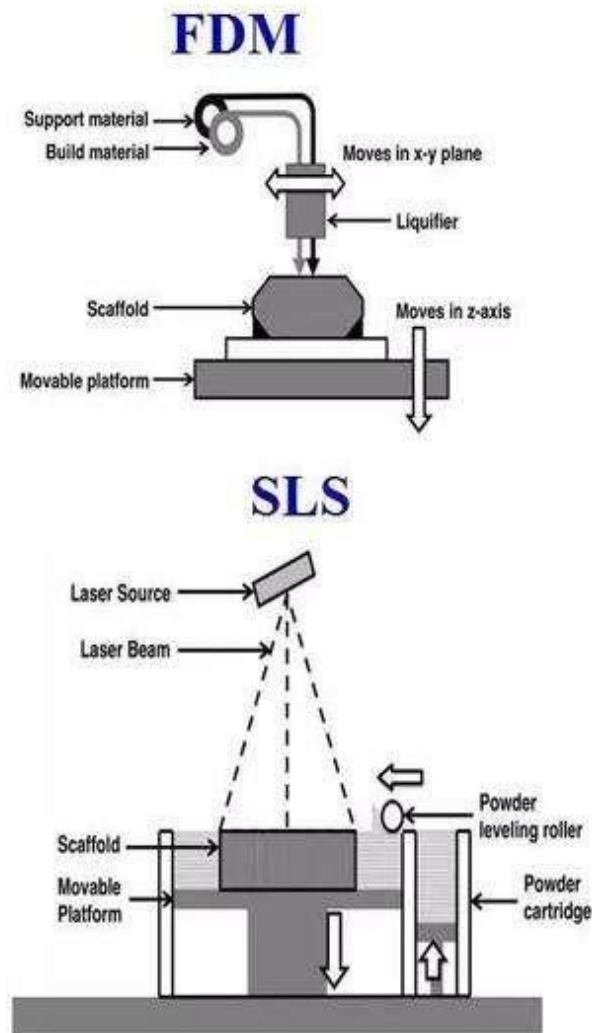 FDM
Support material
Build material
Moves in x-y plane
Liquifier
Scaffold
Moves in z-axis
Movable platform
SLS
Laser Source
Laser Beam
Powder
leveling roller
Scaffold
Movable
Platform
Powder
cartridge